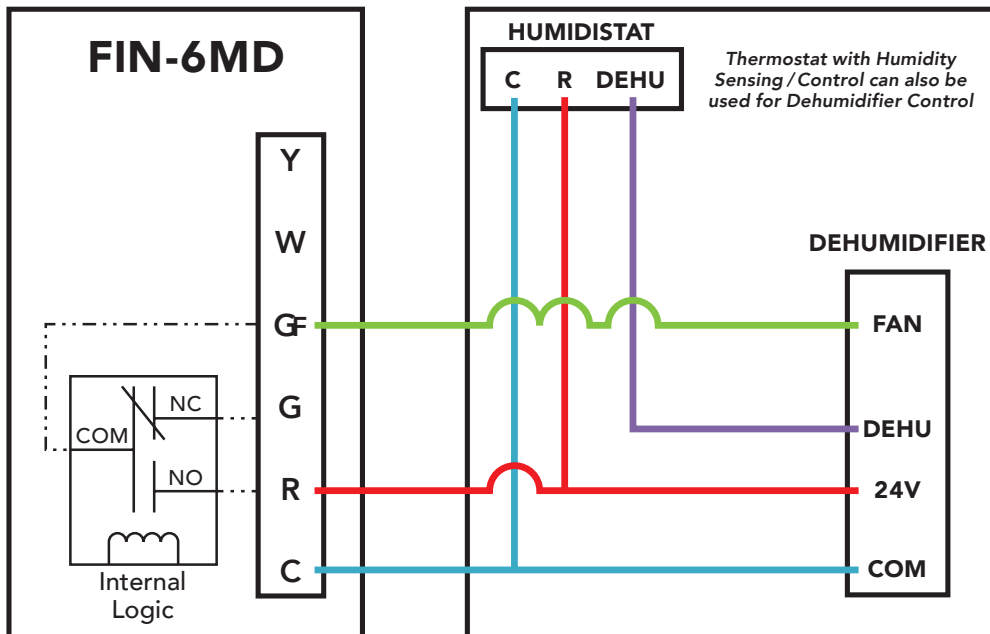 FIN-6MD
Y
W
GF
G
R
C
NC
COM
NO
Internal
Logic
HUMIDISTAT
C R DEHU
Thermostat with Humidity
Sensing / Control can also be
used for Dehumidifier Control
DEHUMIDIFIER
FAN
DEHU
24V
COM